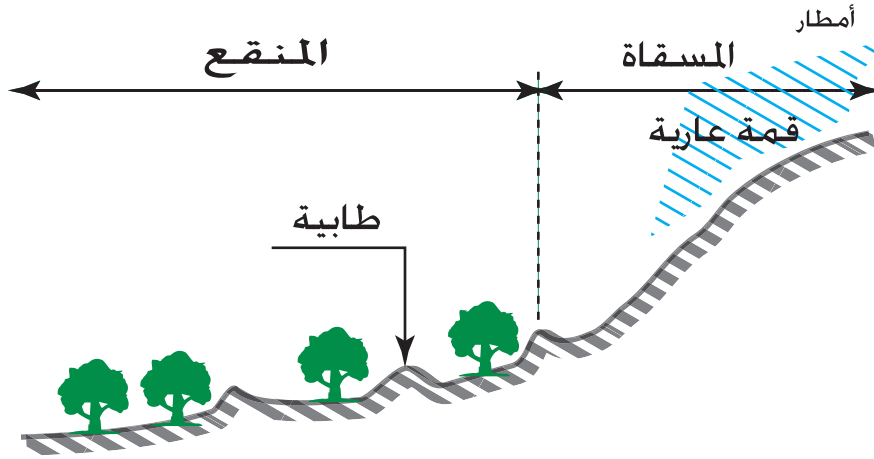 أمطار
المسقاة
المنقع
قمة عارية
طابية